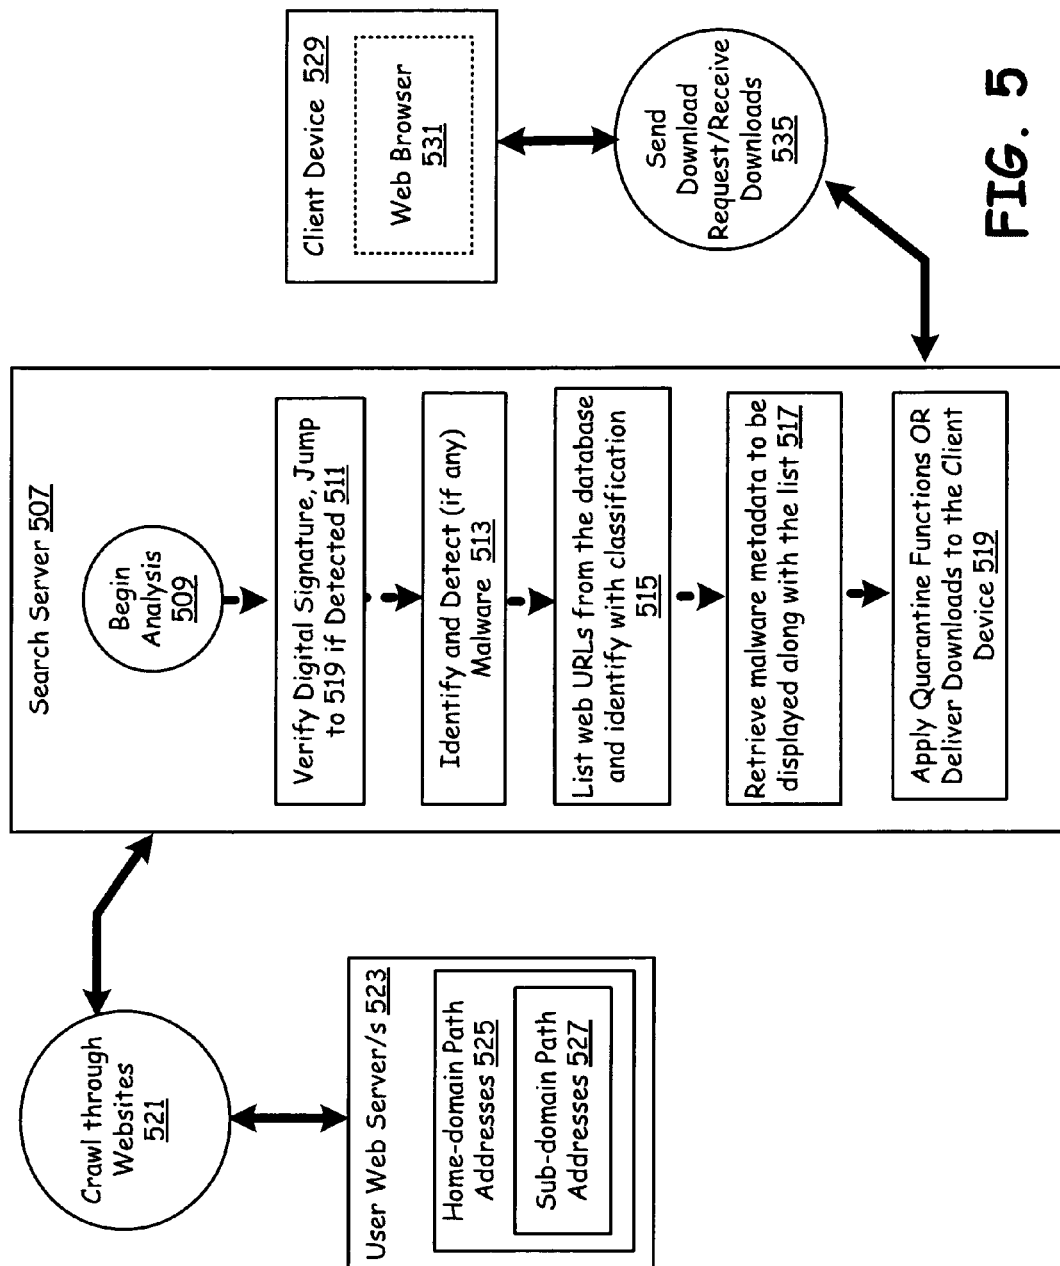 Crawl through
Websites
521
User Web Server/s 523
Home-domain Path
Addresses 525
Sub-domain Path
Addresses 527
Search Server 507
Begin
Analysis
509
Verify Digital Signature, Jump
to 519 if Detected 511
Identify and Detect (if any)
Malware 513
List web URLs from the database
and identify with classification
515
Retrieve malware metadata to be
displayed along with the list 517
Apply Quarantine Functions OR
Deliver Downloads to the Client
Device 519
Client Device 529
Web Browser
531
Send
Download
Request/Receive
Downloads
535
FIG. 5